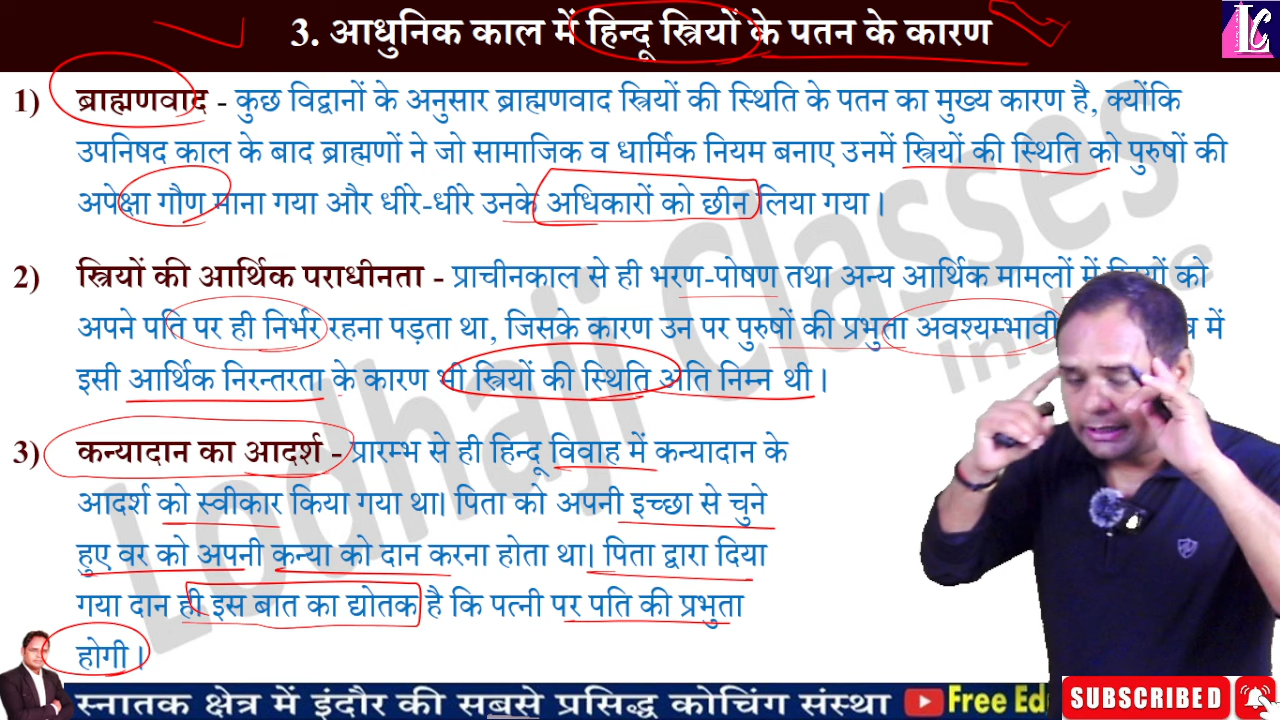 3. आधुनिक काल में हिन्दू स्त्रियों के पतन के कारण
LC
1) ब्राह्मणवाद - कुछ विद्वानों के अनुसार ब्राह्मणवाद स्त्रियों की स्थिति के पतन का मुख्य कारण है, क्योंकि
उपनिषद काल के बाद ब्राह्मणों ने जो सामाजिक व धार्मिक नियम बनाए उनमें स्त्रियों की स्थिति को पुरुषों की
अपेक्षा गौण माना गया और धीरे-धीरे उनके अधिकारों को छीन लिया गया।
2) स्त्रियों की आर्थिक पराधीनता - प्राचीनकाल से ही भरण-पोषण तथा अन्य आर्थिक मामलों में को
अपने पति पर ही निर्भर रहना पड़ता था, जिसके कारण उन पर पुरुषों की प्रभुता अवश्यम्भावी में
इसी आर्थिक निरन्तरता के कारण भी स्त्रियों की स्थिति अति निम्न थी।
3) कन्यादान का आदर्श - प्रारम्भ से ही हिन्दू विवाह में कन्यादान के
आदर्श को स्वीकार किया गया था। पिता को अपनी इच्छा से चुने
हुए वर को अपनी कन्या को दान करना होता था। पिता द्वारा दिया
गया दान ही इस बात का द्योतक है कि पत्नी पर पति की प्रभुता
होगी।
Lodhaji Classes
स्नातक क्षेत्र में इंदौर की सबसे प्रसिद्ध कोचिंग संस्था Free
SUBSCRIBED